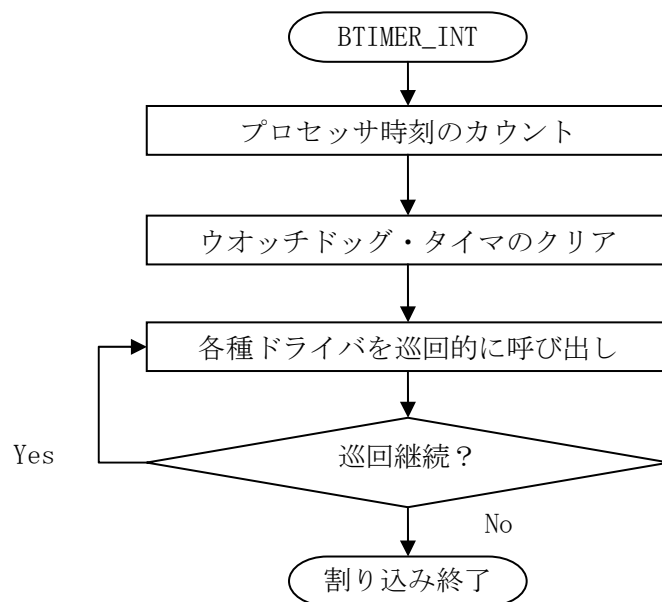 BTIMER_INT
プロセッサ時刻のカウント
ウオッチドッグ・タイマのクリア
各種ドライバを巡回的に呼び出し
巡回継続？
Yes
No
割り込み終了